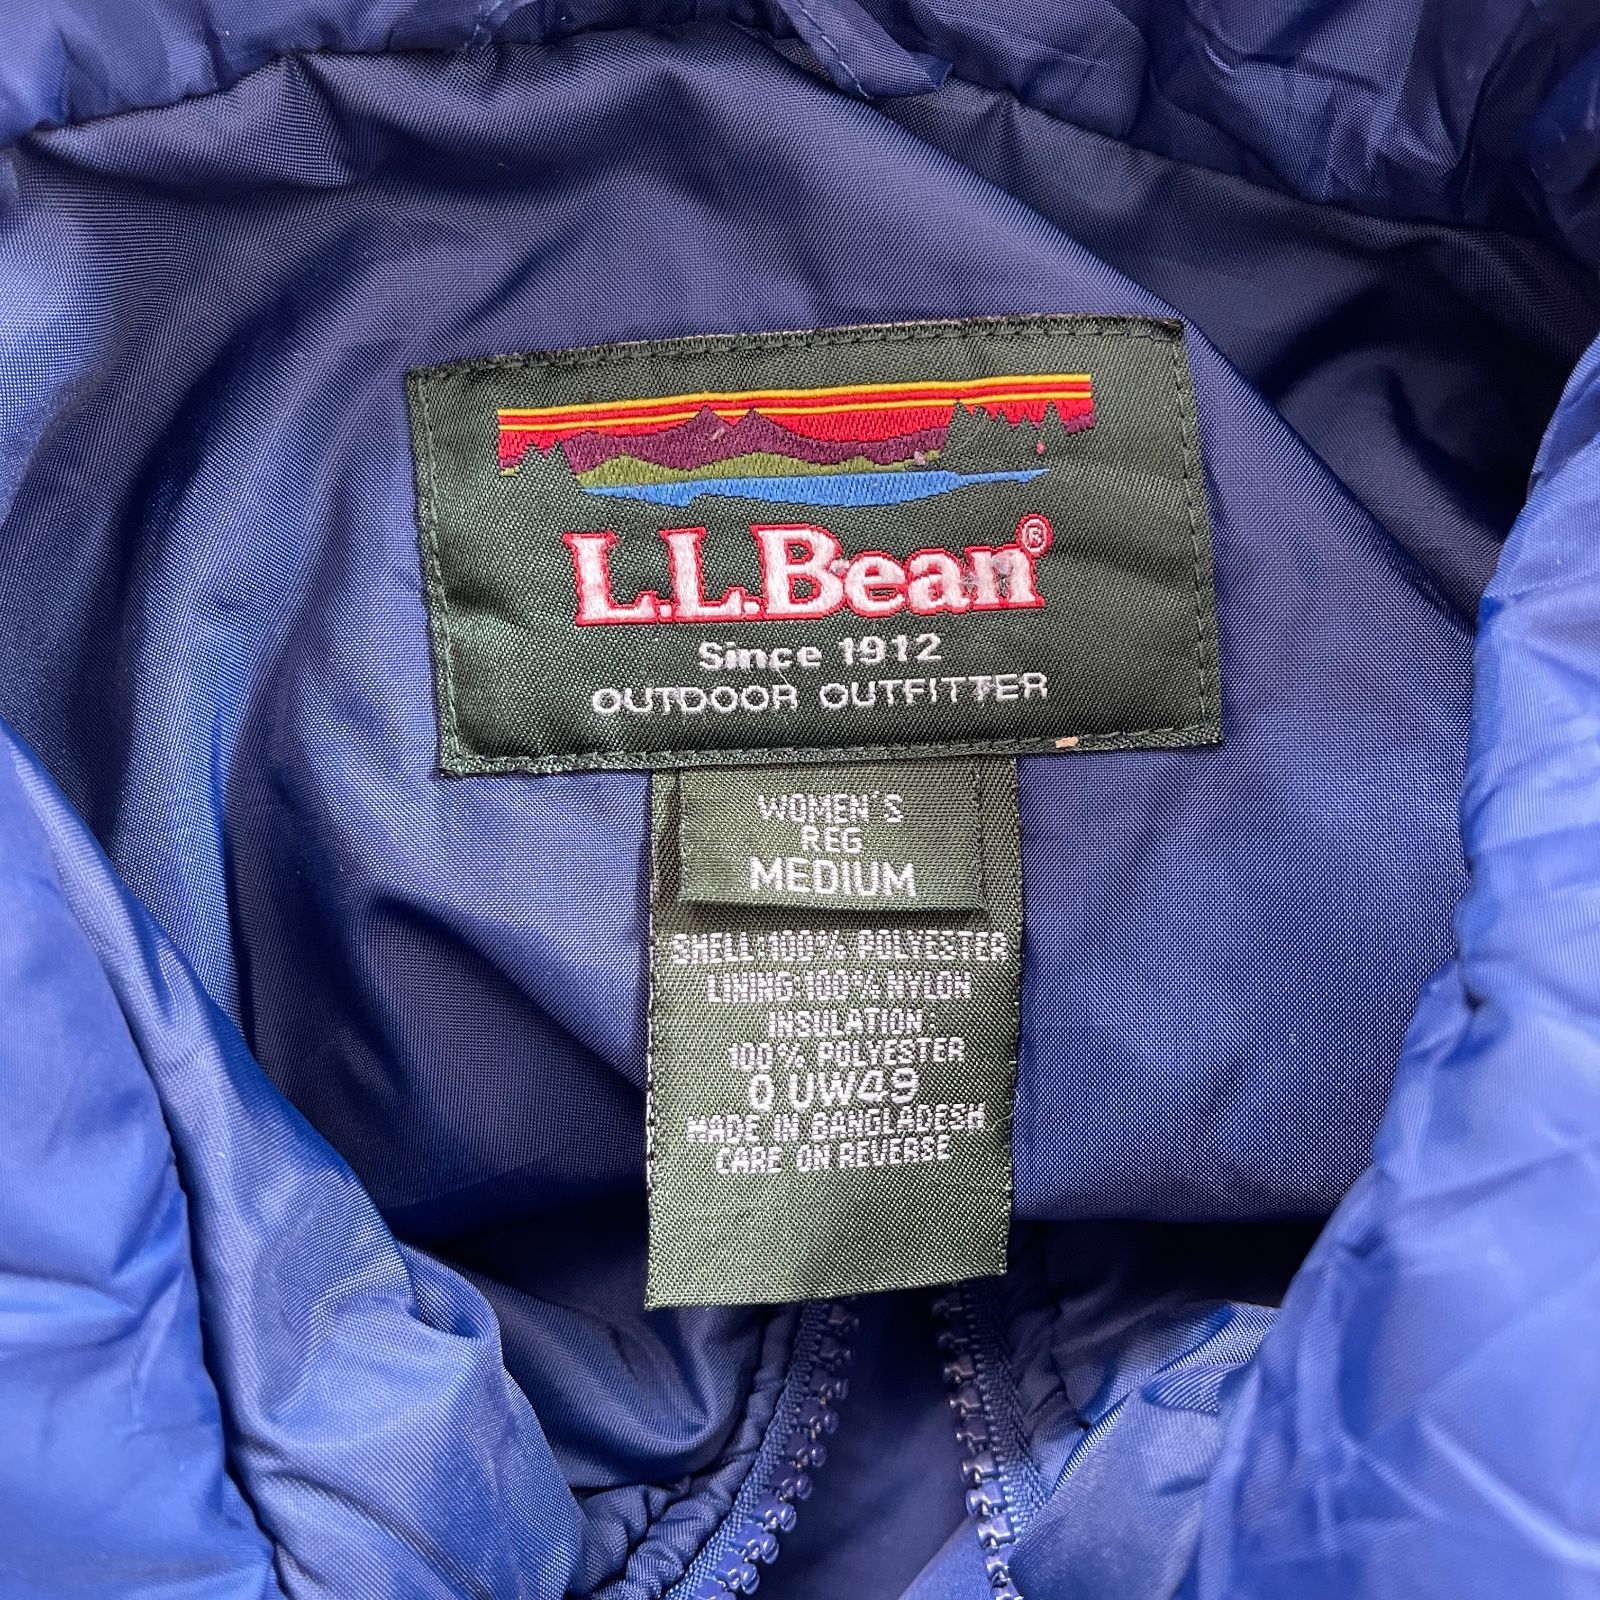 L.L.Bean®
Since 1912
OUTDOOR OUTFITTER
WOMEN'S
REG
MEDIUM
SHELL:100% POLYESTER
LINING:100% NYLON
INSULATION:
100% POLYESTER
0 UW49
MADE IN BANGLADESH
CARE ON REVERSE